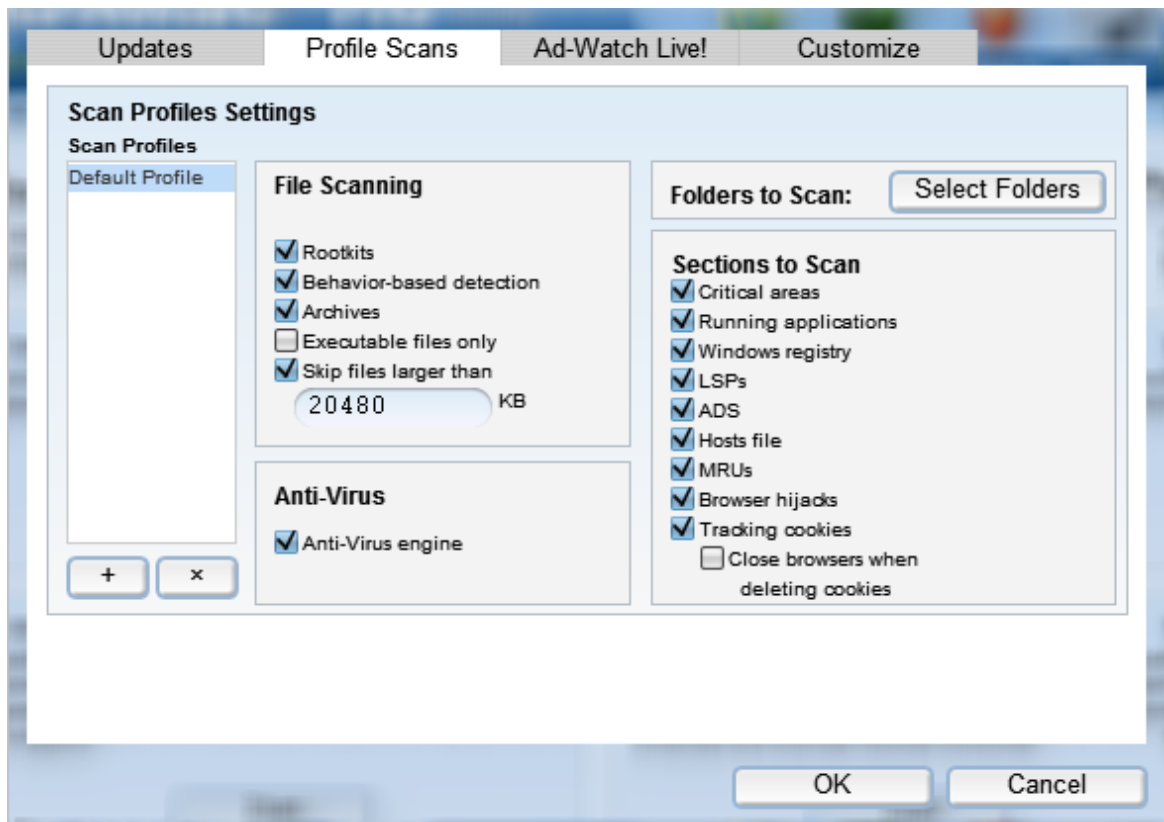 Updates
Profile Scans
Ad-Watch Live!
Customize
Scan Profiles Settings
Scan Profiles
Default Profile
+
×
File Scanning
Rootkits
Behavior-based detection
Archives
Executable files only
Skip files larger than
20480 KB
Anti-Virus
Anti-Virus engine
Folders to Scan:
Select Folders
Sections to Scan
Critical areas
Running applications
Windows registry
LSPs
ADS
Hosts file
MRUs
Browser hijacks
Tracking cookies
Close browsers when
deleting cookies
OK
Cancel